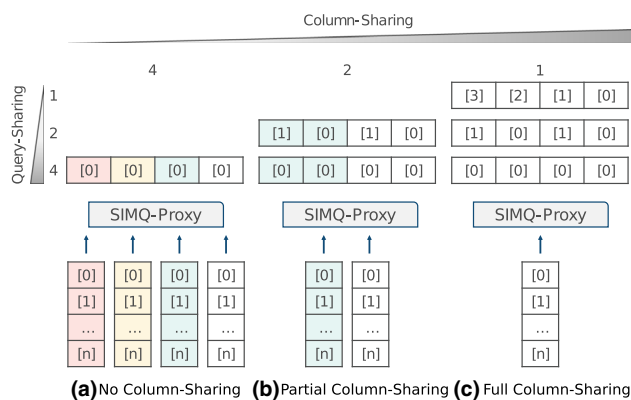 Column-Sharing
4 2 1
Query-Sharing
1 [3] [2] [1] [0]
2 [1] [0] [1] [0] [1] [0] [1] [0]
4 [0] [0] [0] [0] [0] [0] [0] [0] [0] [0] [0] [0]
SIMQ-Proxy SIMQ-Proxy SIMQ-Proxy
[0] [0] [0] [0] [0] [0] [0]
[1] [1] [1] [1] [1] [1] [1]
... ... ... ... ... ... ...
[n] [n] [n] [n] [n] [n] [n]
(a) No Column-Sharing (b) Partial Column-Sharing (c) Full Column-Sharing